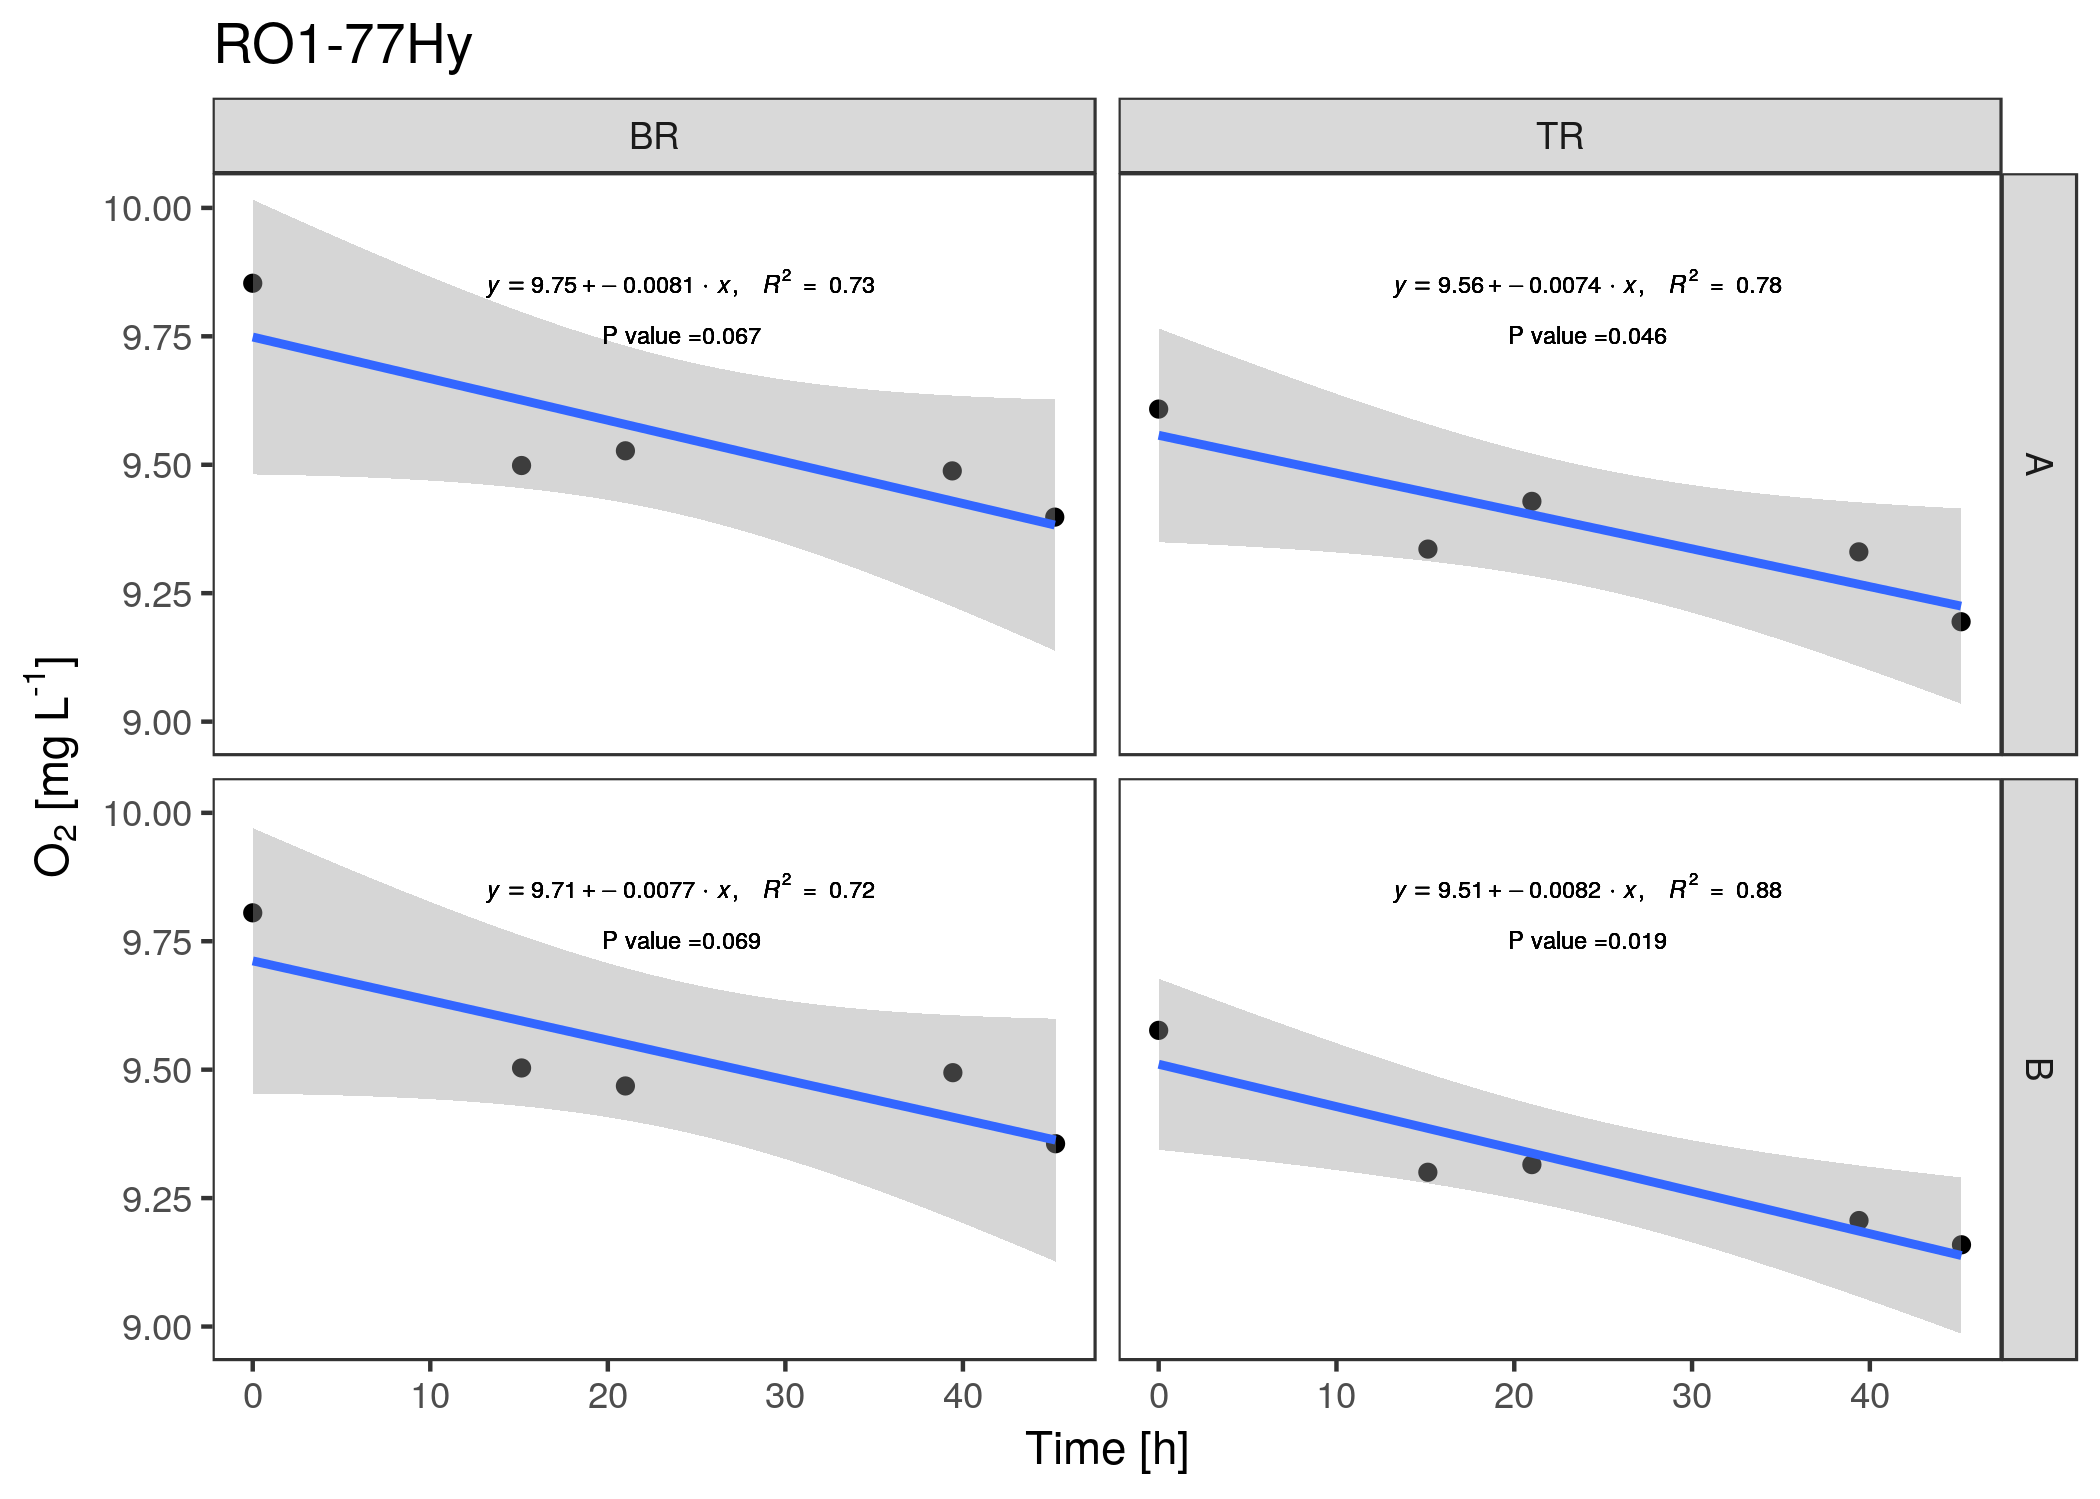 RO1-77Hy
BR
TR
10.00
9.75
9.50
9.25
9.00
y = 9.75 + − 0.0081 · x, R² = 0.73
P value =0.067
y = 9.56 + − 0.0074 · x, R² = 0.78
P value =0.046
A
O₂ [mg L⁻¹]
10.00
9.75
9.50
9.25
9.00
y = 9.71 + − 0.0077 · x, R² = 0.72
P value =0.069
y = 9.51 + − 0.0082 · x, R² = 0.88
P value =0.019
B
0 10 20 30 40
0 10 20 30 40
Time [h]